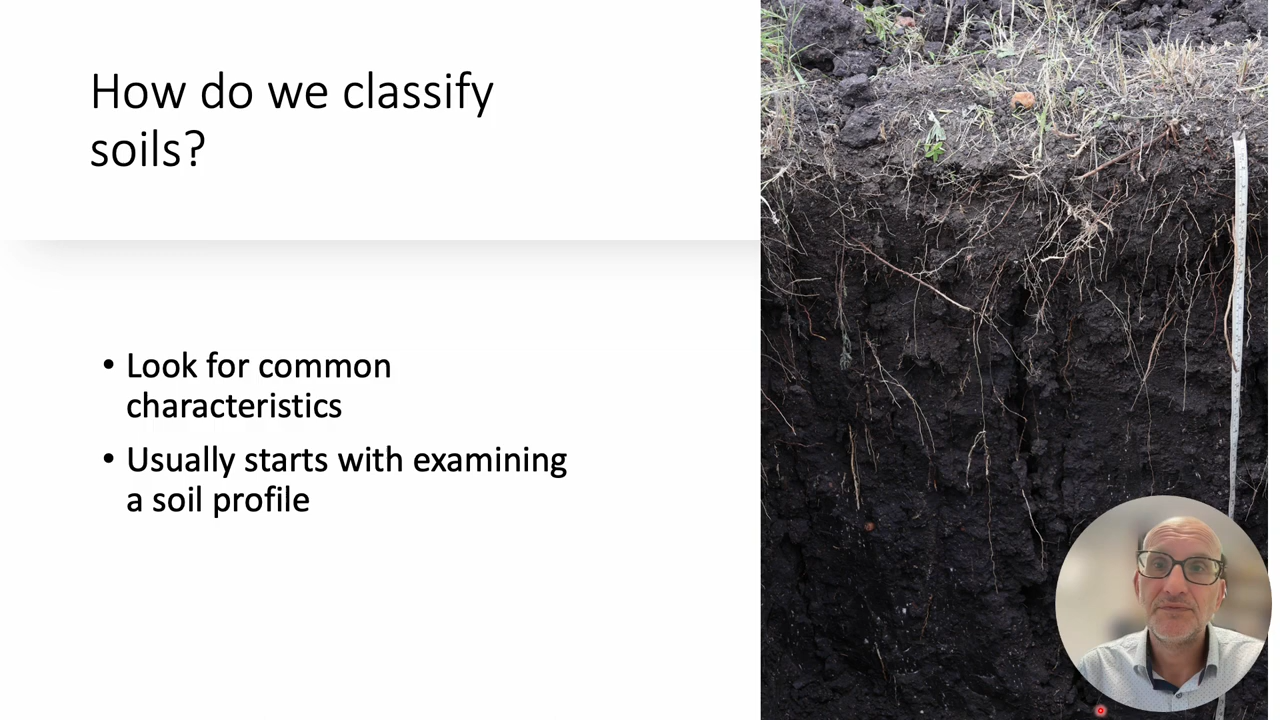 How do we classify
soils?
• Look for common
characteristics
• Usually starts with examining
a soil profile